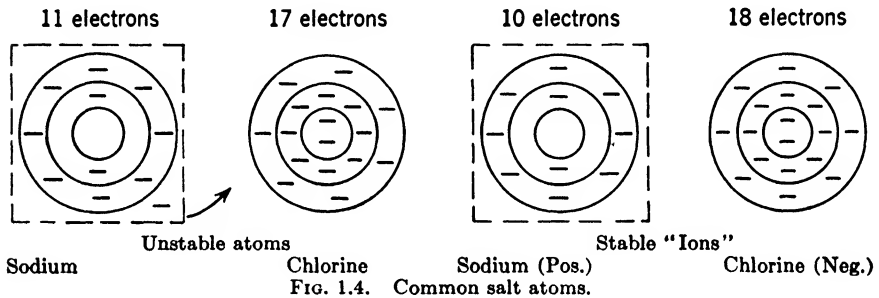 11 electrons 17 electrons 10 electrons 18 electrons
Unstable atoms Stable "Ions"
Sodium Chlorine Sodium (Pos.) Chlorine (Neg.)
FIG. 1.4. Common salt atoms.